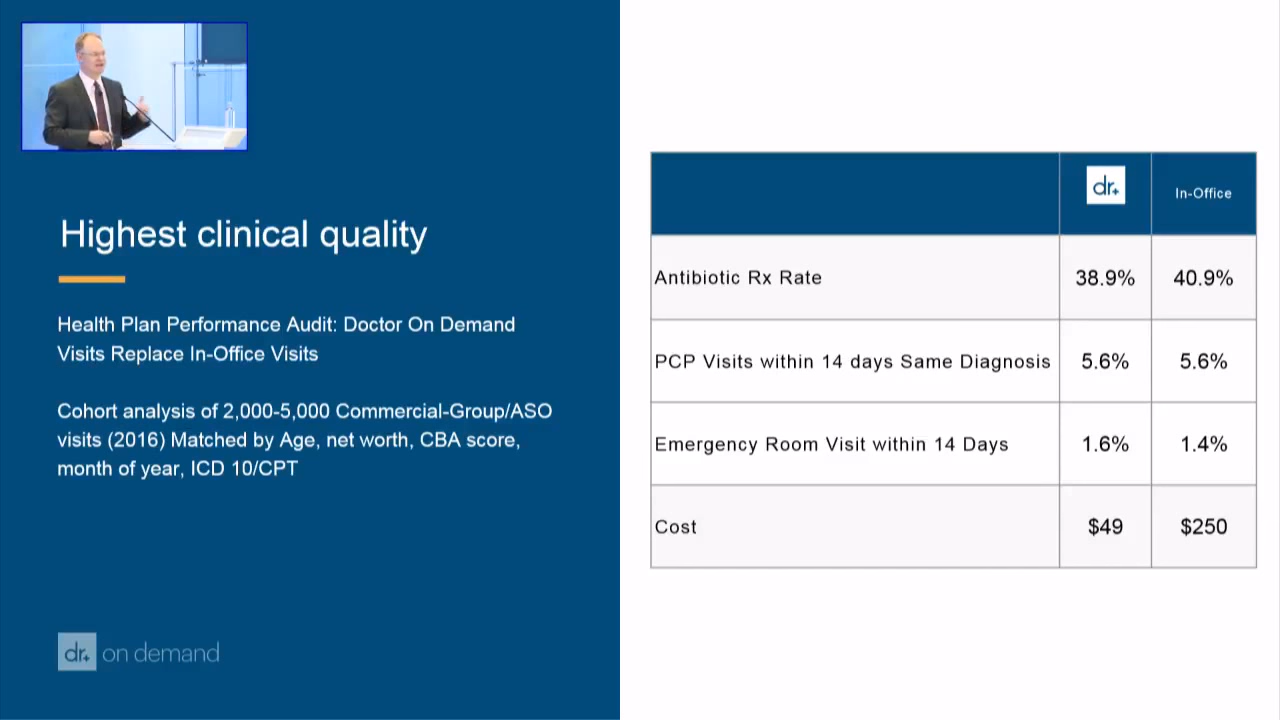 Highest clinical quality
Health Plan Performance Audit: Doctor On Demand
Visits Replace In-Office Visits
Cohort analysis of 2,000-5,000 Commercial-Group/ASO
visits (2016) Matched by Age, net worth, CBA score,
month of year, ICD 10/CPT
dr+ on demand
dr+ In-Office
Antibiotic Rx Rate 38.9% 40.9%
PCP Visits within 14 days Same Diagnosis 5.6% 5.6%
Emergency Room Visit within 14 Days 1.6% 1.4%
Cost $49 $250